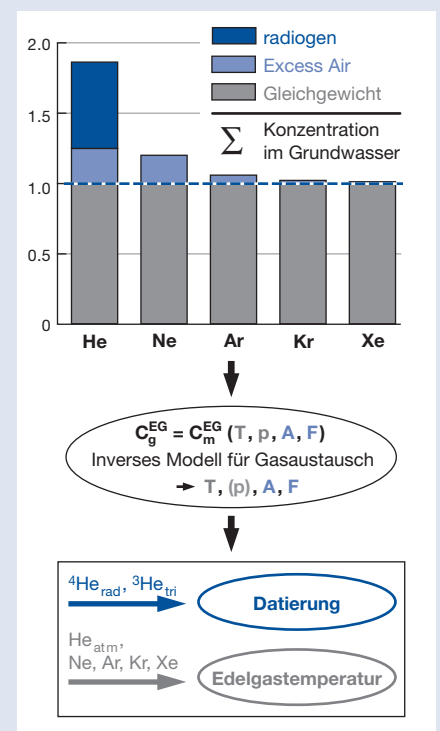 2.0
1.5
1.0
0.5
0
radiogen
Excess Air
Gleichgewicht
∑ Konzentration
im Grundwasser
He Ne Ar Kr Xe
C_g^EG = C_m^EG (T, p, A, F)
Inverses Modell für Gasaustausch
→ T, (p), A, F
⁴He_rad, ³He_tri
Datierung
He_atm,
Ne, Ar, Kr, Xe
Edelgastemperatur